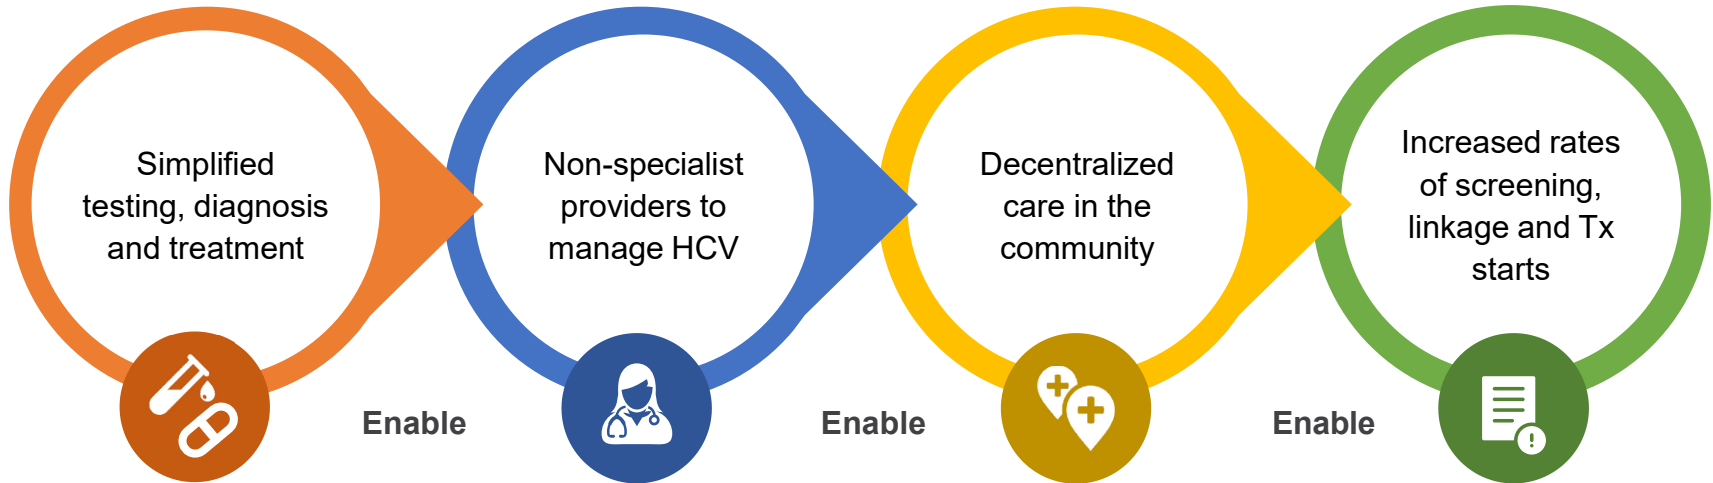 Simplified
testing, diagnosis
and treatment
Enable
Non-specialist
providers to
manage HCV
Enable
Decentralized
care in the
community
Enable
Increased rates
of screening,
linkage and Tx
starts